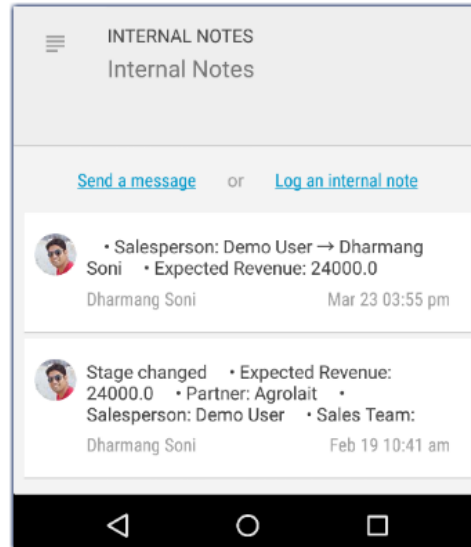 INTERNAL NOTES
Internal Notes
Send a message or Log an internal note
• Salesperson: Demo User → Dharmang
Soni • Expected Revenue: 24000.0
Dharmang Soni Mar 23 03:55 pm
Stage changed • Expected Revenue:
24000.0 • Partner: Agrolait •
Salesperson: Demo User • Sales Team:
Dharmang Soni Feb 19 10:41 am